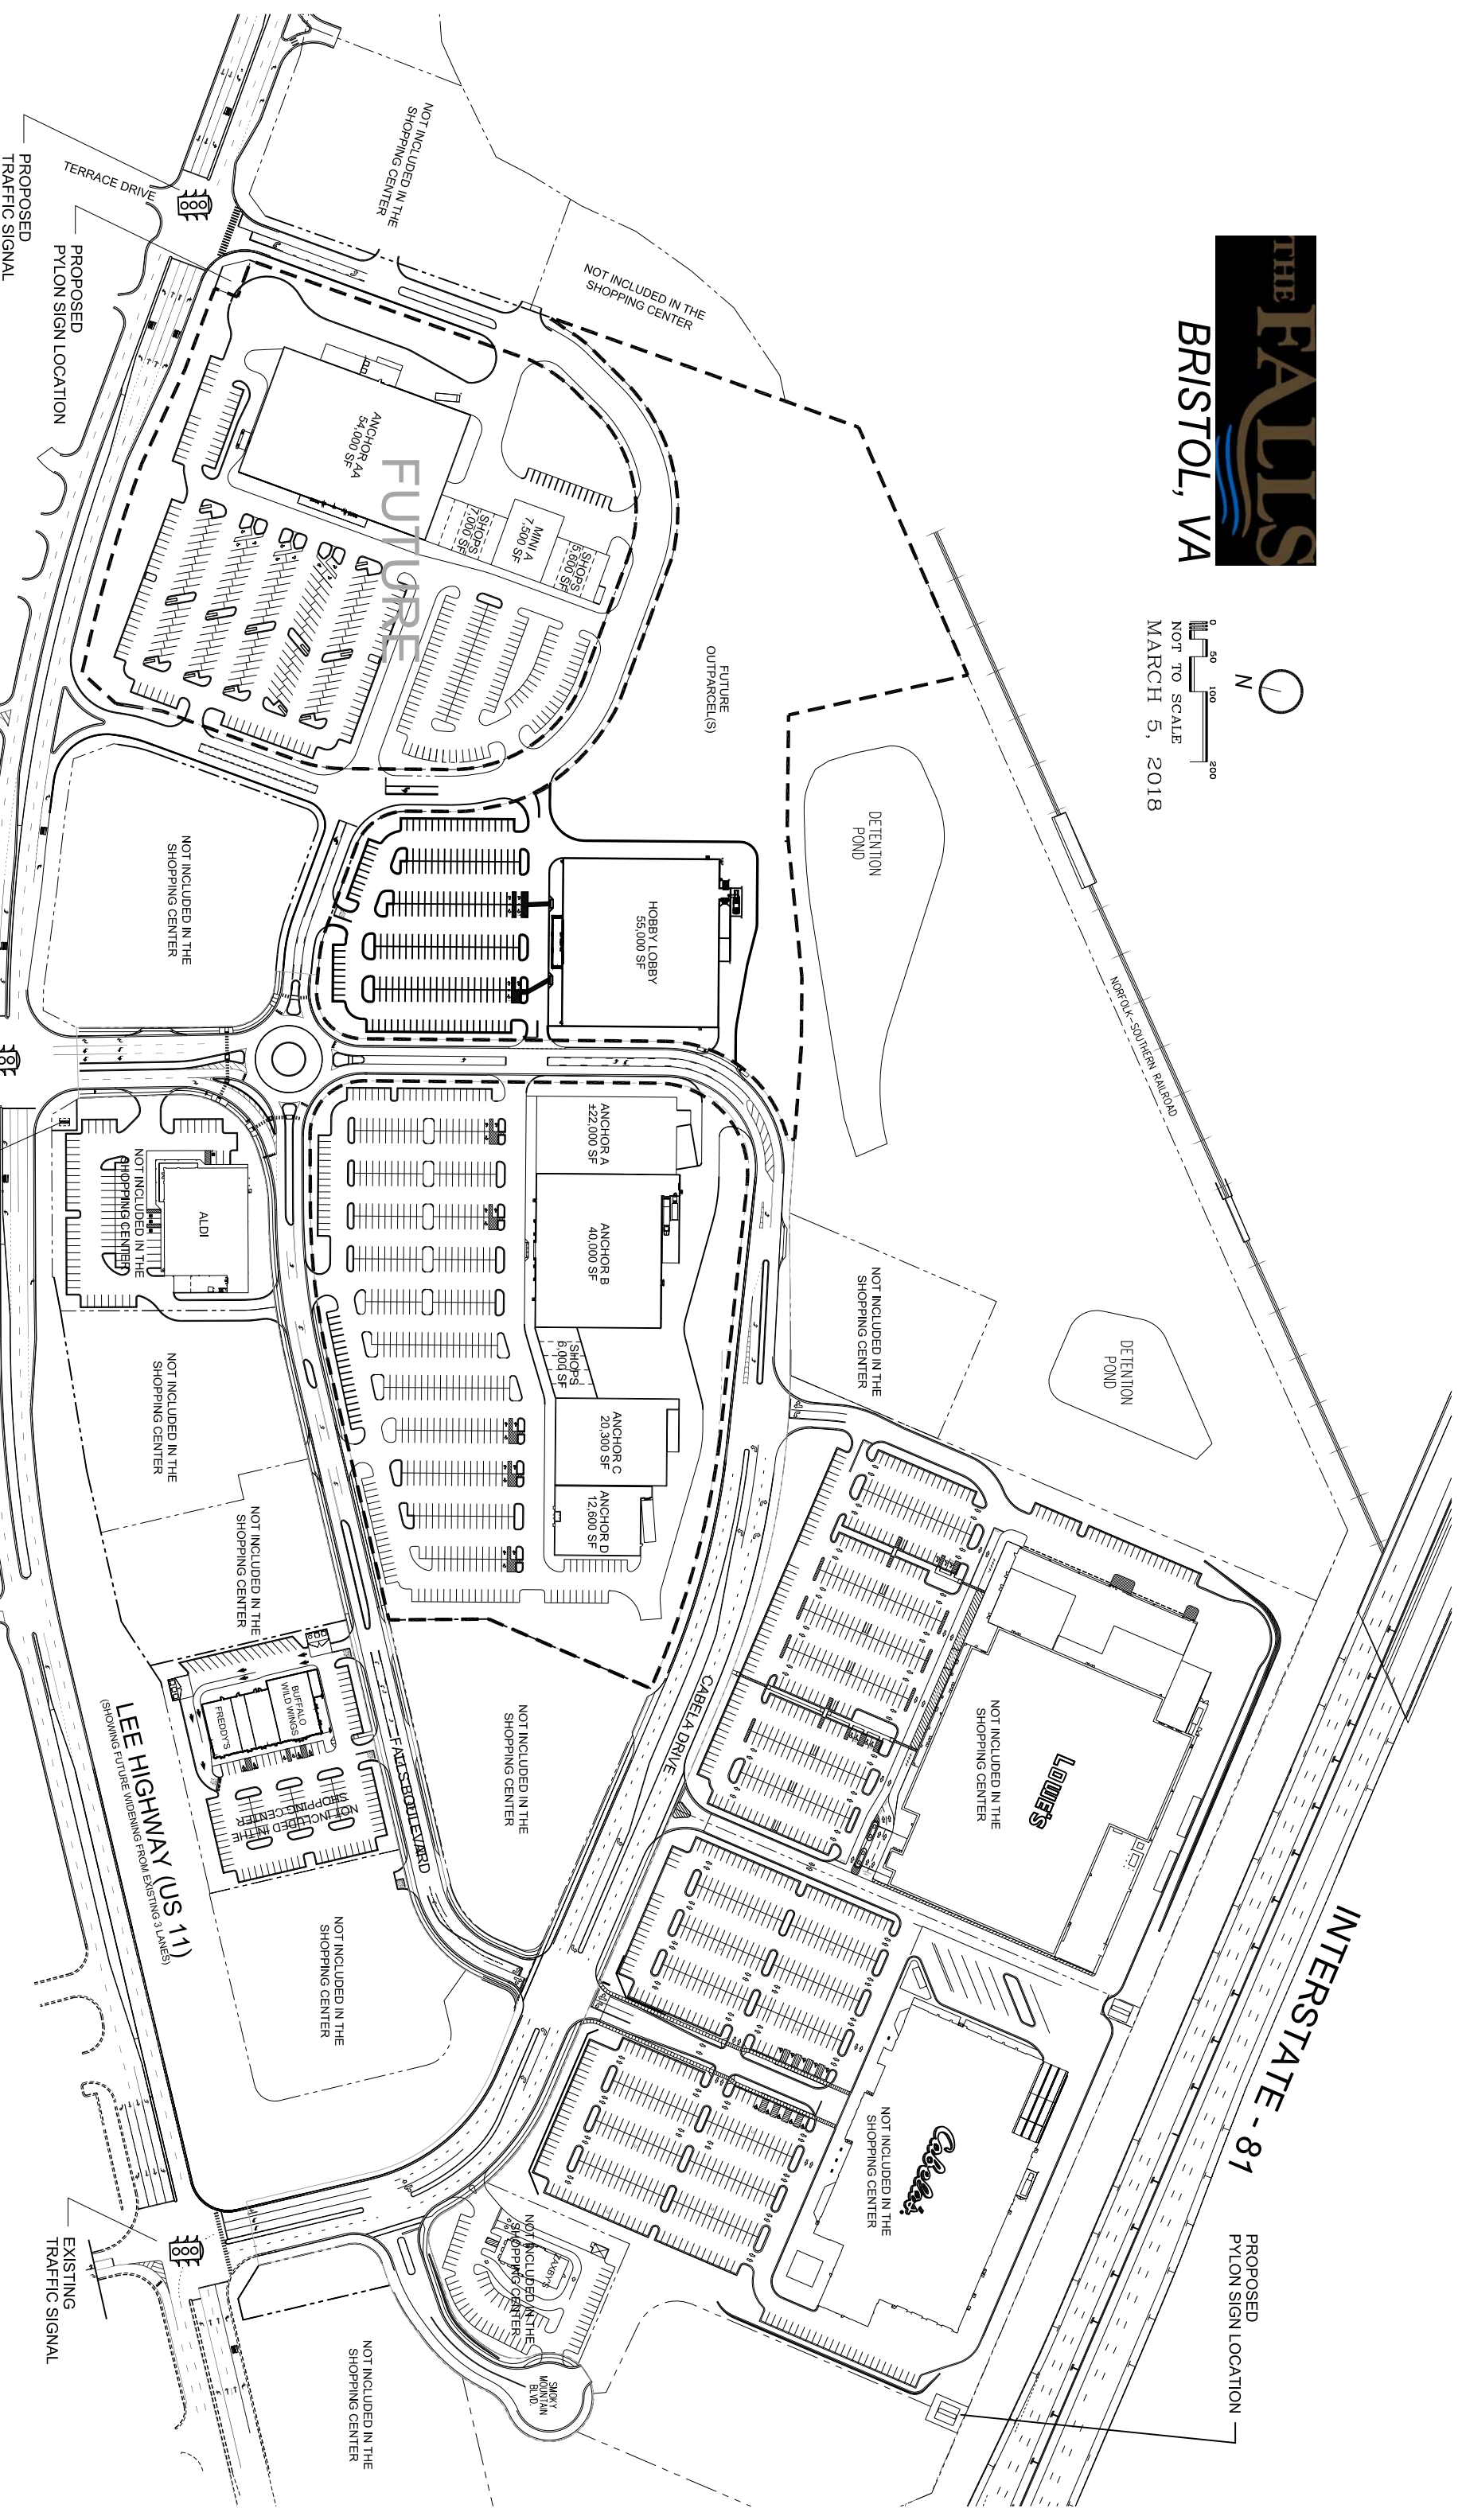 THE
FALLS
BRISTOL, VA
N
0 50 100 200
NOT TO SCALE
MARCH 5, 2018
INTERSTATE - 81
PROPOSED
PYLON SIGN LOCATION
NORFOLK-SOUTHERN RAILROAD
DETENTION
POND
DETENTION
POND
NOT INCLUDED IN THE
SHOPPING CENTER
NOT INCLUDED IN THE
SHOPPING CENTER
FUTURE
OUTPARCEL(S)
NOT INCLUDED IN THE
SHOPPING CENTER
LOWE'S
NOT INCLUDED IN THE
SHOPPING CENTER
Cabela's
NOT INCLUDED IN THE
SHOPPING CENTER
ANCHOR AA
54,000 SF
FUTURE
SHOPS
7,000 SF
MINI A
7,500 SF
SHOPS
5,600 SF
HOBBY LOBBY
55,000 SF
ANCHOR A
±22,000 SF
ANCHOR B
40,000 SF
SHOPS
6,000 SF
ANCHOR C
20,300 SF
ANCHOR D
12,600 SF
CABELA DRIVE
NOT INCLUDED IN THE
SHOPPING CENTER
NOT INCLUDED IN THE
SHOPPING CENTER
ZAXBY'S
SMOKY
MOUNTAIN
BLVD.
NOT INCLUDED IN THE
SHOPPING CENTER
ALDI
NOT INCLUDED IN THE
SHOPPING CENTER
NOT INCLUDED IN THE
SHOPPING CENTER
NOT INCLUDED IN THE
SHOPPING CENTER
BUFFALO
WILD WINGS
FREDDY'S
NOT INCLUDED IN THE
SHOPPING CENTER
FALLS BOULEVARD
NOT INCLUDED IN THE
SHOPPING CENTER
NOT INCLUDED IN THE
SHOPPING CENTER
LEE HIGHWAY (US 11)
(SHOWING FUTURE WIDENING FROM EXISTING 3 LANES)
TERRACE DRIVE
PROPOSED
PYLON SIGN LOCATION
PROPOSED
TRAFFIC SIGNAL
EXISTING
TRAFFIC SIGNAL